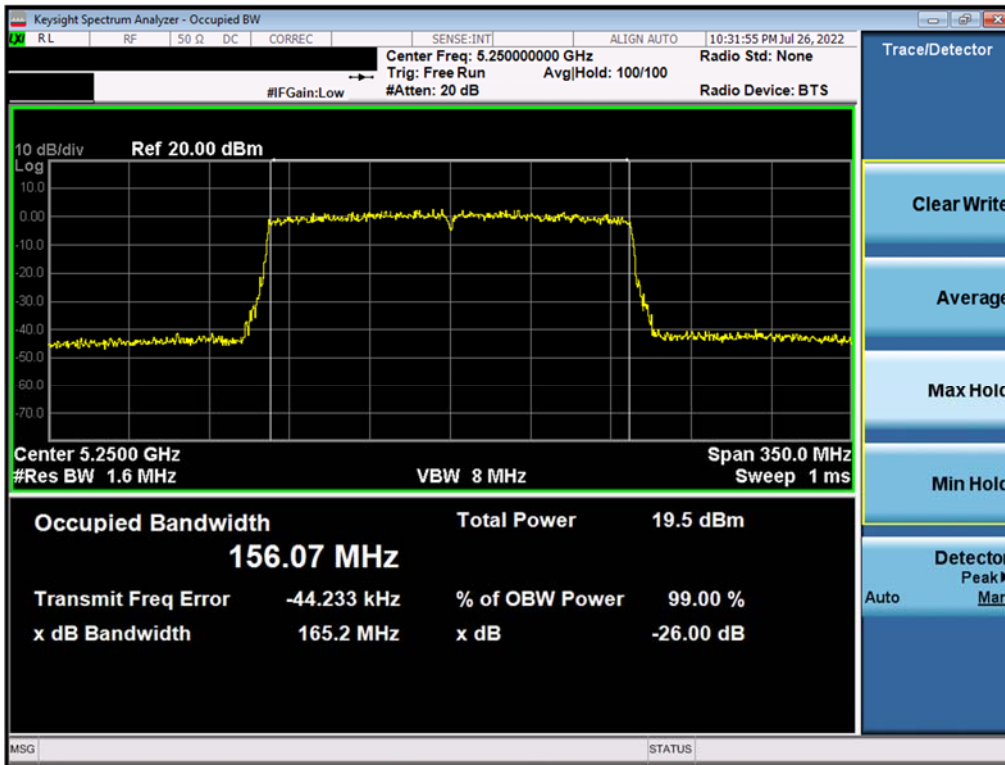 Keysight Spectrum Analyzer - Occupied BW
LXI RL RF 50 Ω DC CORREC SENSE:INT ALIGN AUTO 10:31:55 PM Jul 26, 2022
Center Freq: 5.250000000 GHz Radio Std: None
Trig: Free Run Avg|Hold: 100/100
#IFGain:Low #Atten: 20 dB Radio Device: BTS
10 dB/div Ref 20.00 dBm
Log
10.0
0.00
-10.0
-20.0
-30.0
-40.0
-50.0
60.0
-70.0
Center 5.2500 GHz Span 350.0 MHz
#Res BW 1.6 MHz VBW 8 MHz Sweep 1 ms
Occupied Bandwidth Total Power 19.5 dBm
156.07 MHz
Transmit Freq Error -44.233 kHz % of OBW Power 99.00 %
x dB Bandwidth 165.2 MHz x dB -26.00 dB
MSG STATUS
Trace/Detector
Clear Write
Average
Max Hold
Min Hold
Detector
Peak
Auto Man